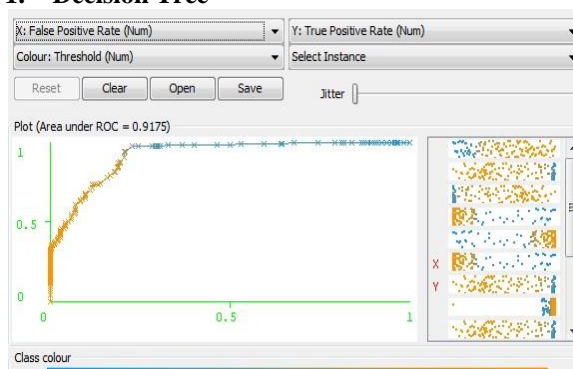 1. Decision Tree
X: False Positive Rate (Num) Y: True Positive Rate (Num)
Colour: Threshold (Num) Select Instance
Reset Clear Open Save Jitter
Plot (Area under ROC = 0.9175)
1
0.5
0
0 0.5 1
X
Y
Class colour